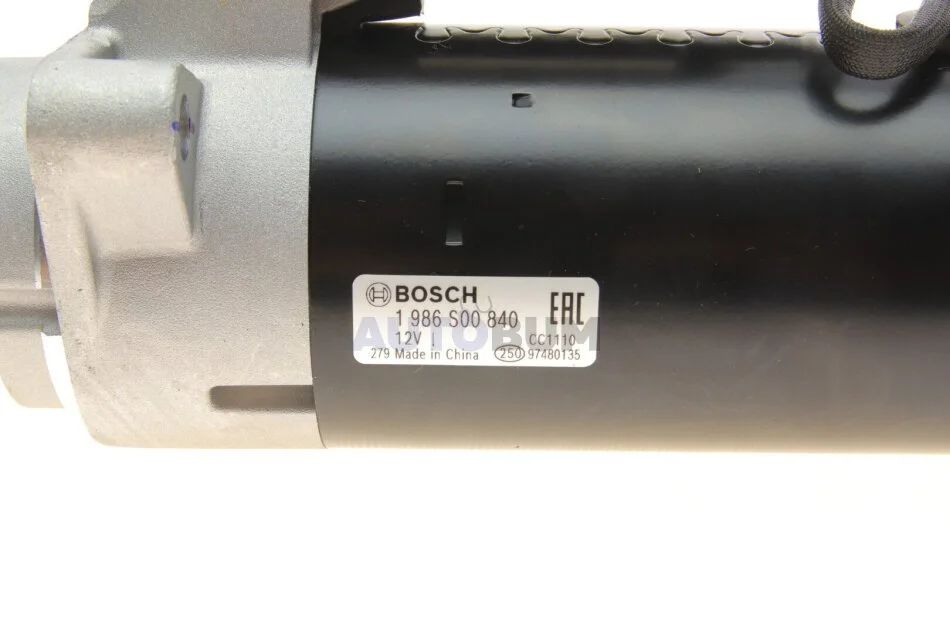 BOSCH
1 986 S00 840
EAC
12V
CC1110
279 Made in China
250 97480135
AUTOBUM